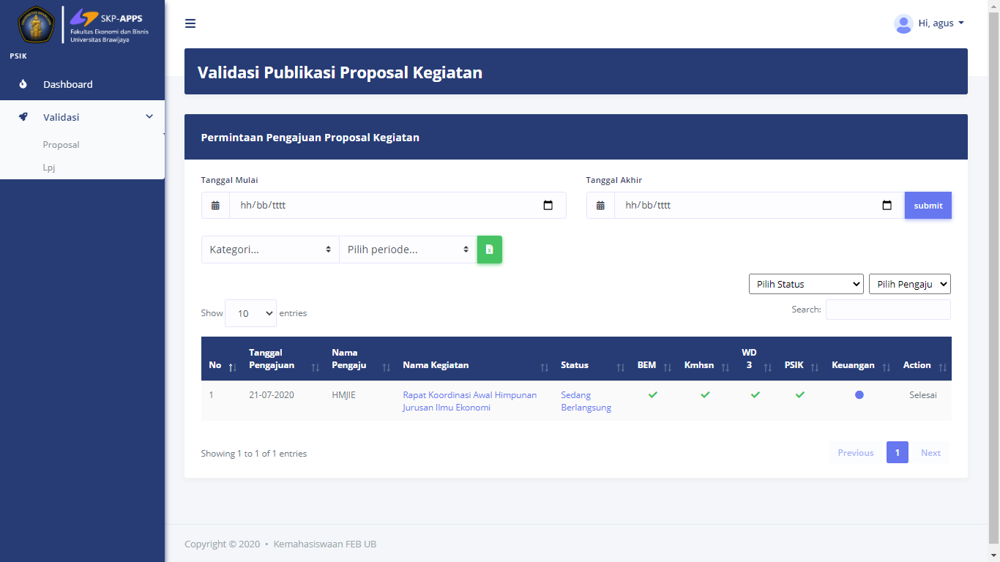 SKP-APPS
Fakultas Ekonomi dan Bisnis
Universitas Brawijaya
PSIK
Dashboard
Validasi
Proposal
Lpj
Hi, agus
Validasi Publikasi Proposal Kegiatan
Permintaan Pengajuan Proposal Kegiatan
Tanggal Mulai
Tanggal Akhir
hh/bb/tttt
hh/bb/tttt
submit
Kategori...
Pilih periode...
Pilih Status
Pilih Pengaju
Show 10 entries
Search:
No
Tanggal
Pengajuan
Nama
Pengaju
Nama Kegiatan
Status
BEM
Kmhsn
WD
3
PSIK
Keuangan
Action
1
21-07-2020
HMJIE
Rapat Koordinasi Awal Himpunan
Jurusan Ilmu Ekonomi
Sedang
Berlangsung
Selesai
Showing 1 to 1 of 1 entries
Previous
1
Next
Copyright © 2020 • Kemahasiswaan FEB UB